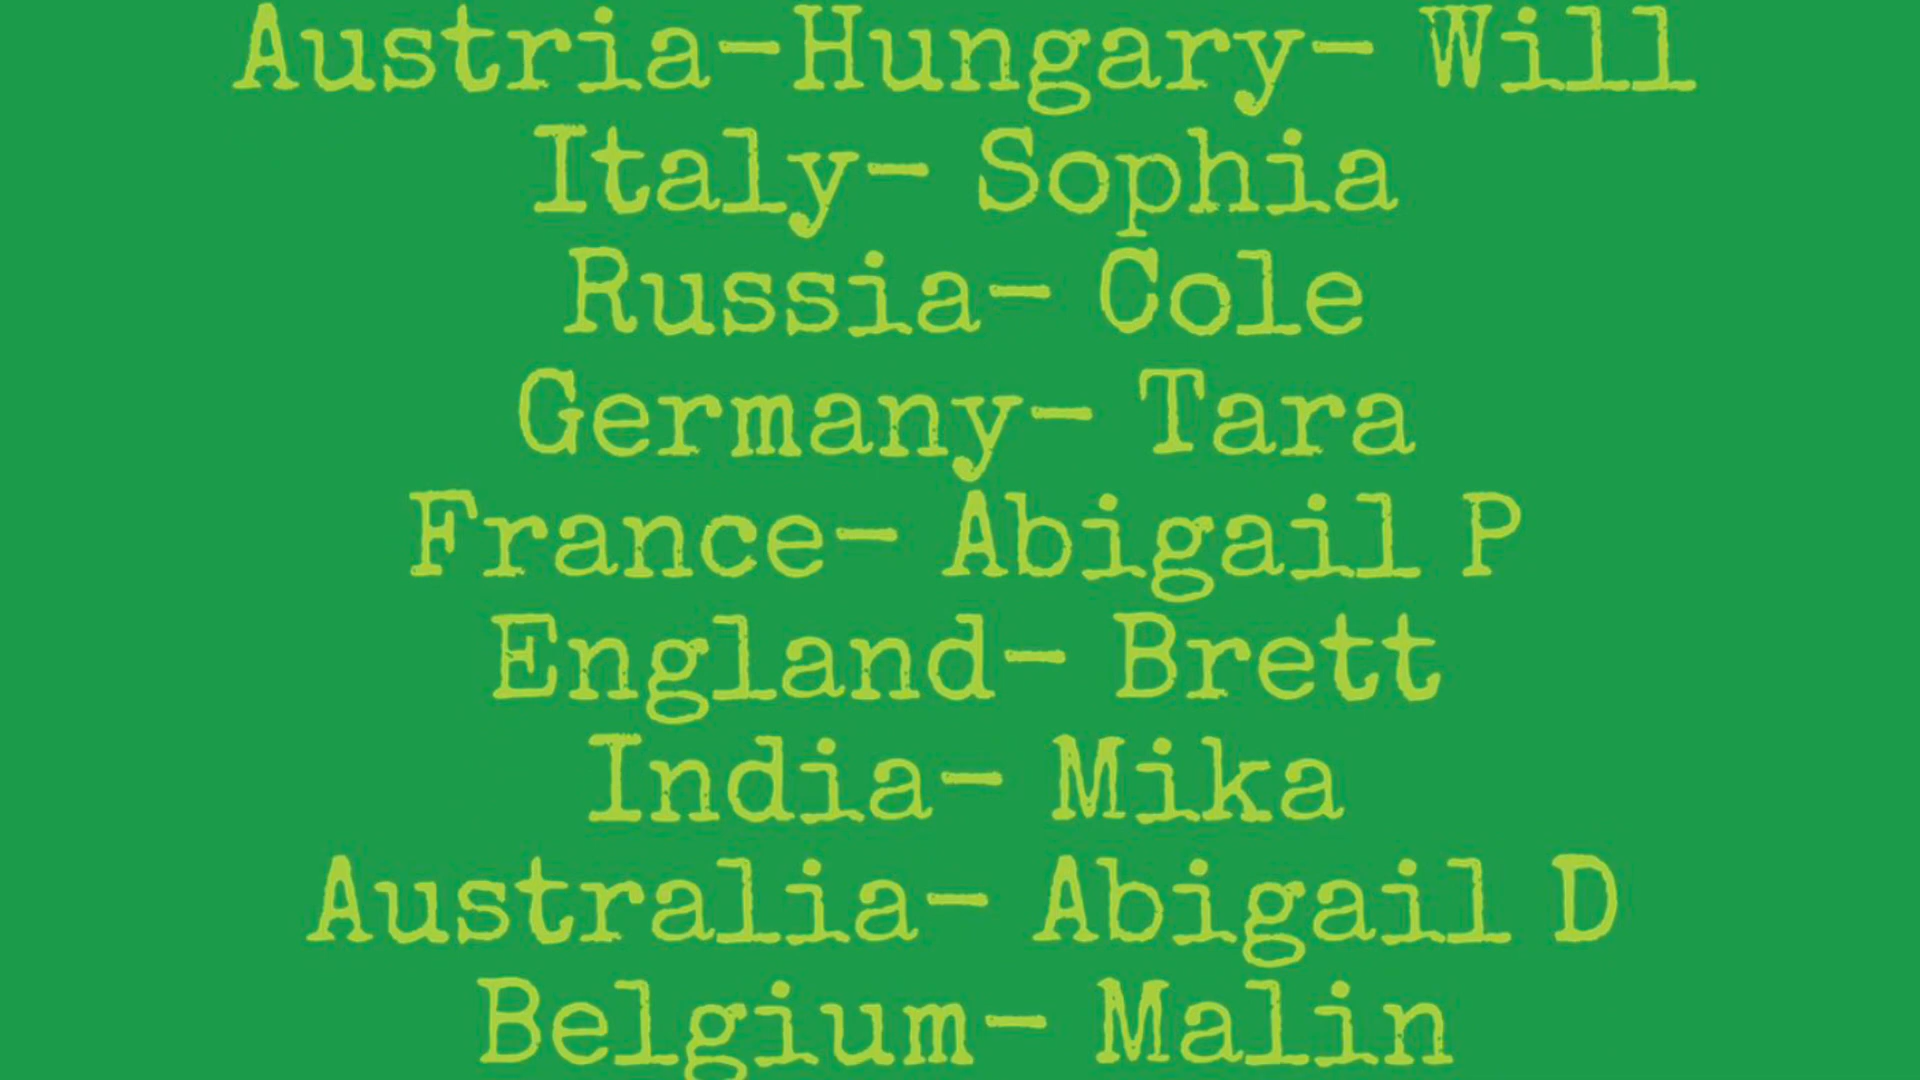 Austria-Hungary- Will
Italy- Sophia
Russia- Cole
Germany- Tara
France- Abigail P
England- Brett
India- Mika
Australia- Abigail D
Belgium- Malin